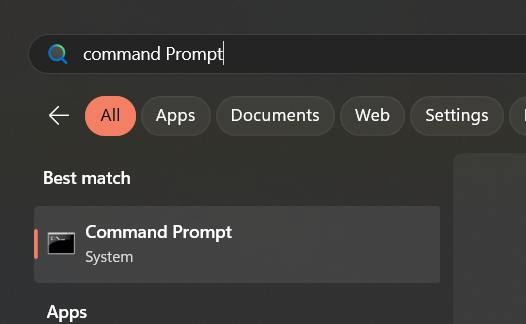 command Prompt
All Apps Documents Web Settings
Best match
Command Prompt
System
Apps